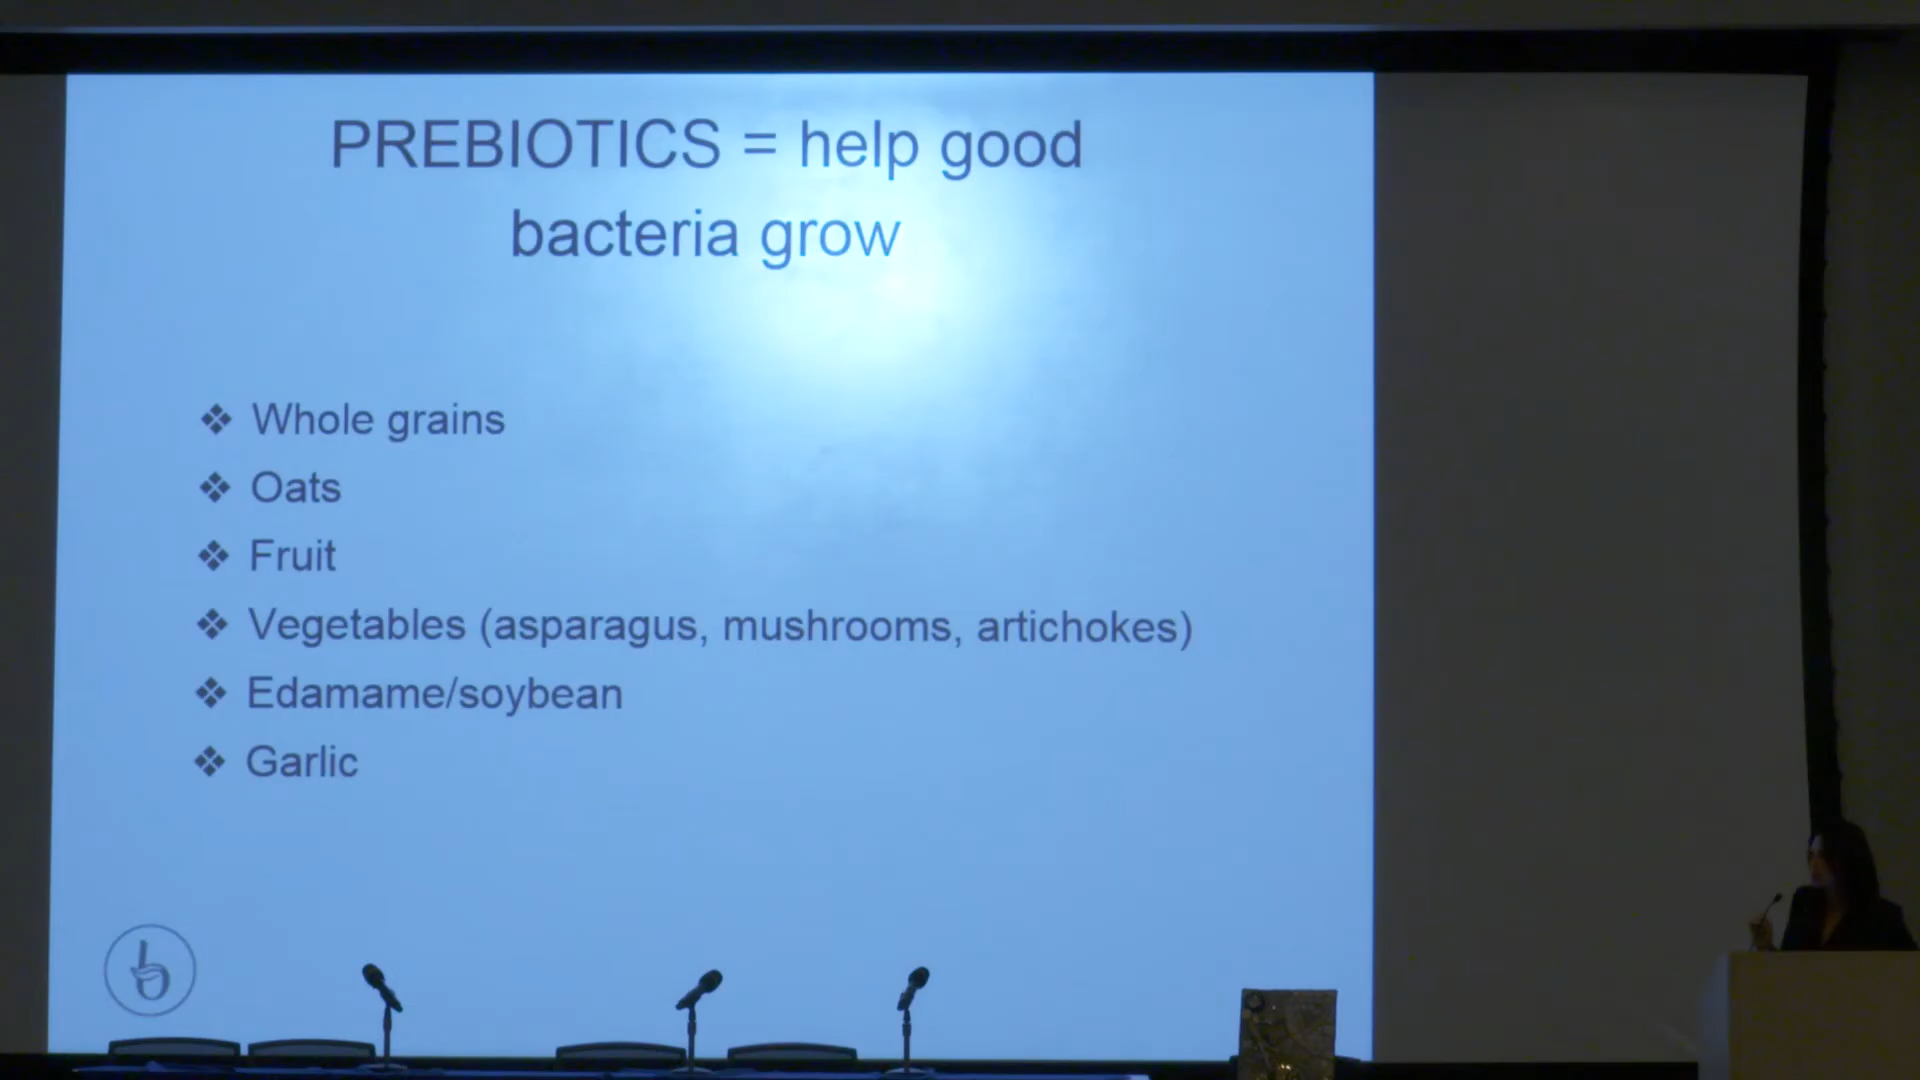 PREBIOTICS = help good
bacteria grow
❖ Whole grains
❖ Oats
❖ Fruit
❖ Vegetables (asparagus, mushrooms, artichokes)
❖ Edamame/soybean
❖ Garlic
b